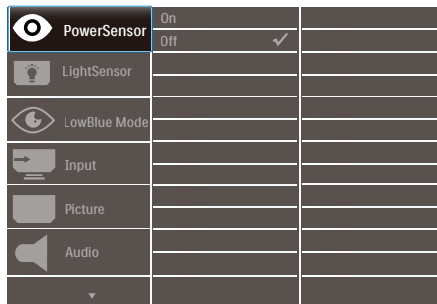 PowerSensor
On
Off
LightSensor
LowBlue Mode
Input
Picture
Audio